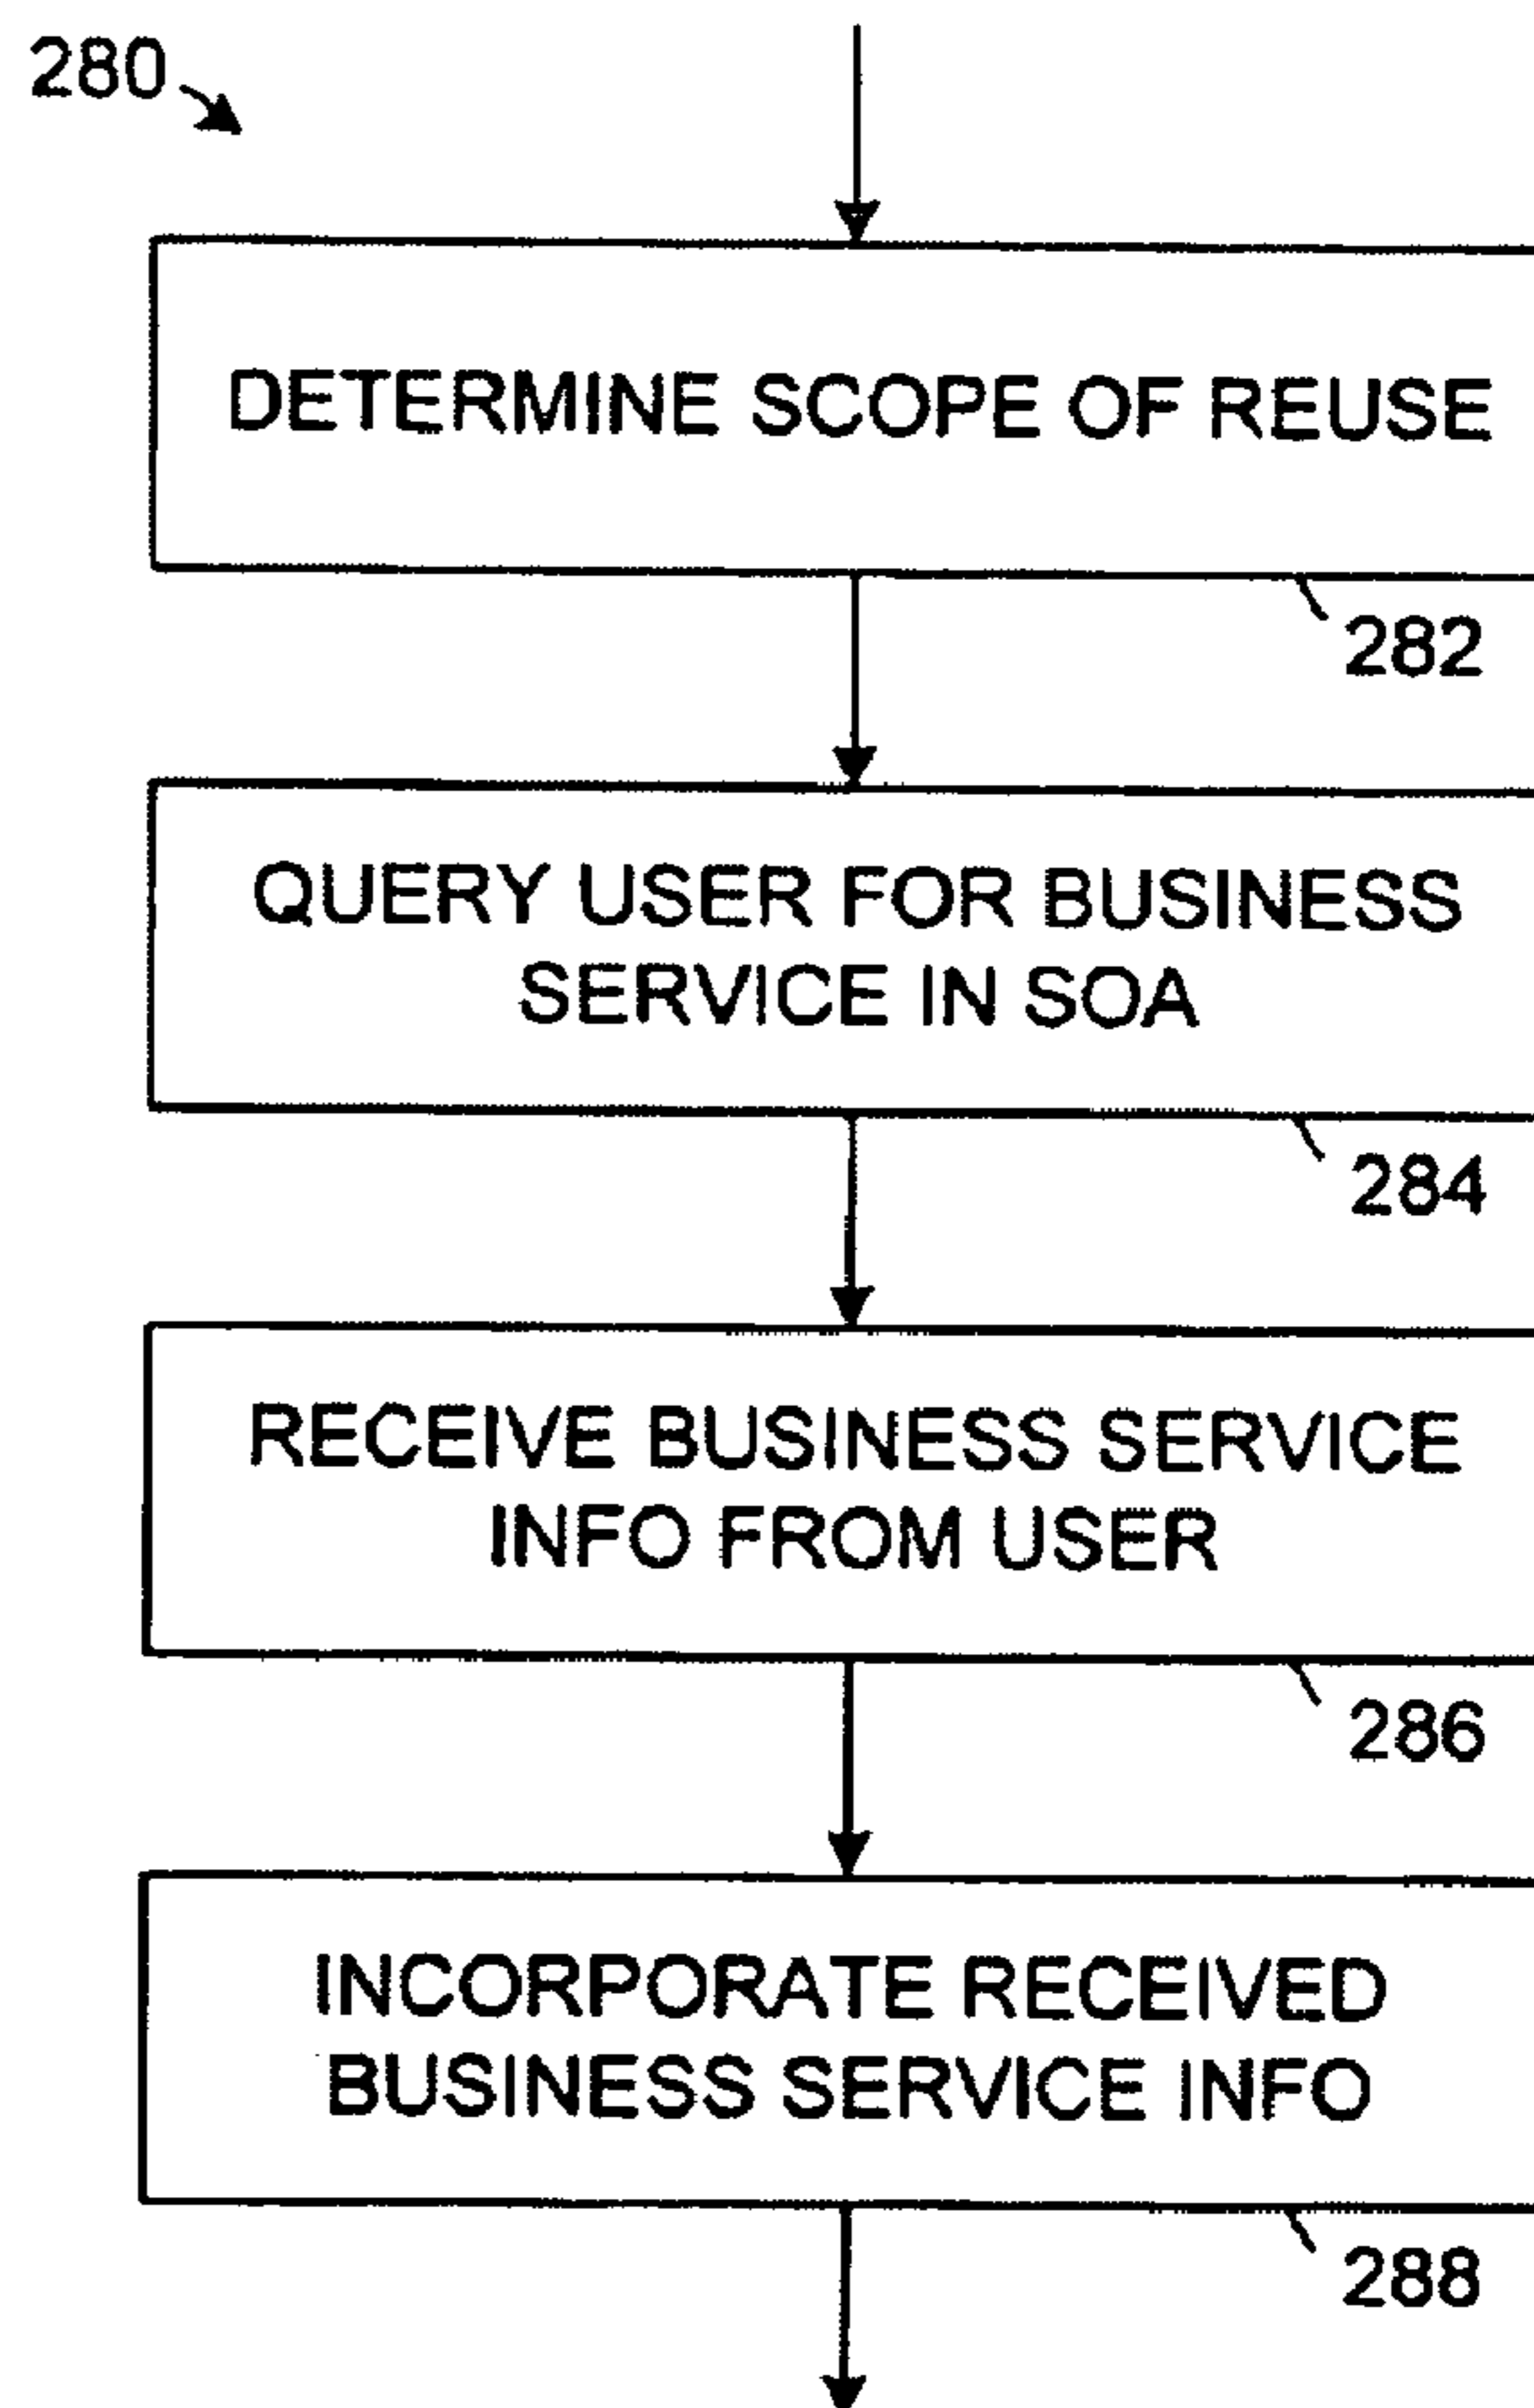 280
DETERMINE SCOPE OF REUSE
282
QUERY USER FOR BUSINESS
SERVICE IN SOA
284
RECEIVE BUSINESS SERVICE
INFO FROM USER
286
INCORPORATE RECEIVED
BUSINESS SERVICE INFO
288